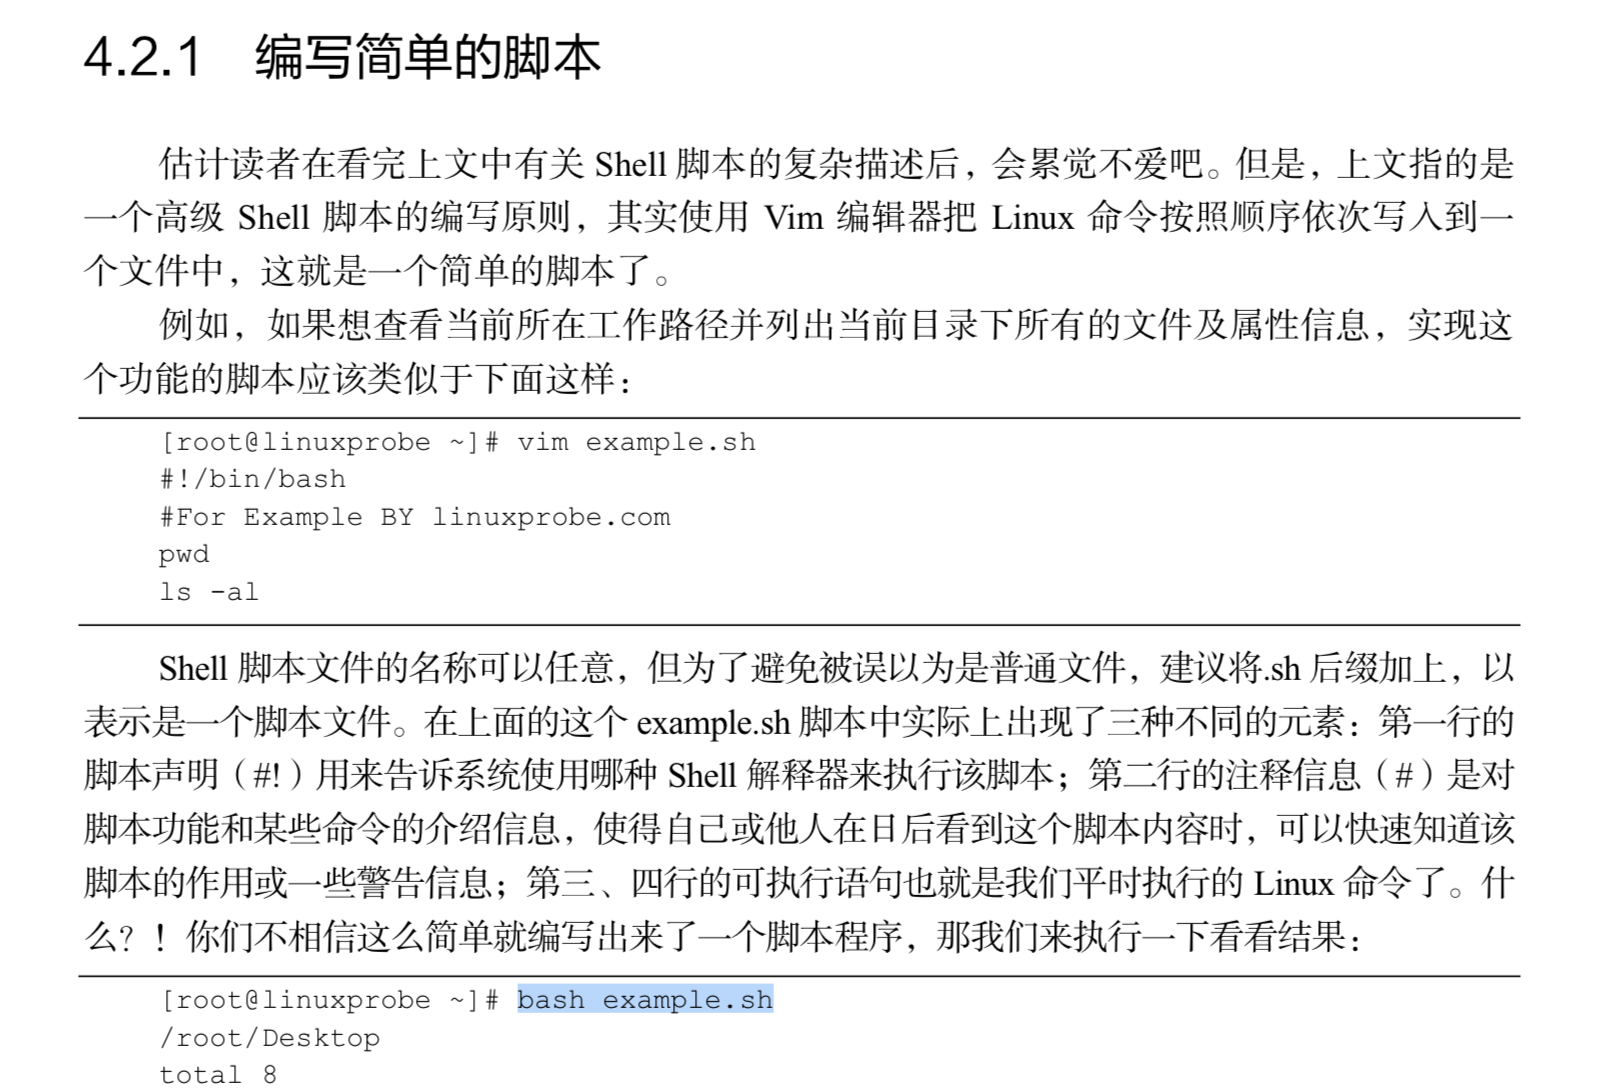 4.2.1 编写简单的脚本
估计读者在看完上文中有关 Shell 脚本的复杂描述后，会累觉不爱吧。但是，上文指的是
一个高级 Shell 脚本的编写原则，其实使用 Vim 编辑器把 Linux 命令按照顺序依次写入到一
个文件中，这就是一个简单的脚本了。
例如，如果想查看当前所在工作路径并列出当前目录下所有的文件及属性信息，实现这
个功能的脚本应该类似于下面这样：
[root@linuxprobe ~]# vim example.sh
#!/bin/bash
#For Example BY linuxprobe.com
pwd
ls -al
Shell 脚本文件的名称可以任意，但为了避免被误以为是普通文件，建议将.sh 后缀加上，以
表示是一个脚本文件。在上面的这个 example.sh 脚本中实际上出现了三种不同的元素：第一行的
脚本声明（#!）用来告诉系统使用哪种 Shell 解释器来执行该脚本；第二行的注释信息（#）是对
脚本功能和某些命令的介绍信息，使得自己或他人在日后看到这个脚本内容时，可以快速知道该
脚本的作用或一些警告信息；第三、四行的可执行语句也就是我们平时执行的 Linux 命令了。什
么？！你们不相信这么简单就编写出来了一个脚本程序，那我们来执行一下看看结果：
[root@linuxprobe ~]# bash example.sh
/root/Desktop
total 8